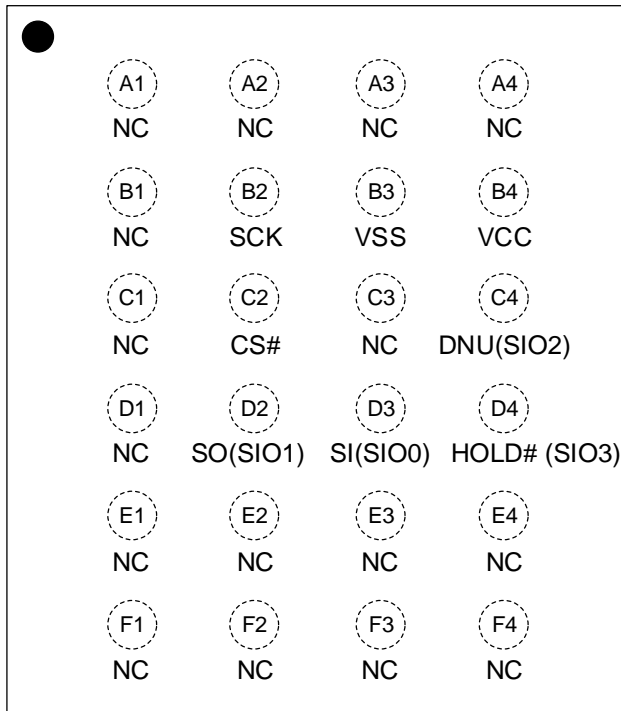 A1 A2 A3 A4
NC NC NC NC
B1 B2 B3 B4
NC SCK VSS VCC
C1 C2 C3 C4
NC CS# NC DNU(SIO2)
D1 D2 D3 D4
NC SO(SIO1) SI(SIO0) HOLD# (SIO3)
E1 E2 E3 E4
NC NC NC NC
F1 F2 F3 F4
NC NC NC NC